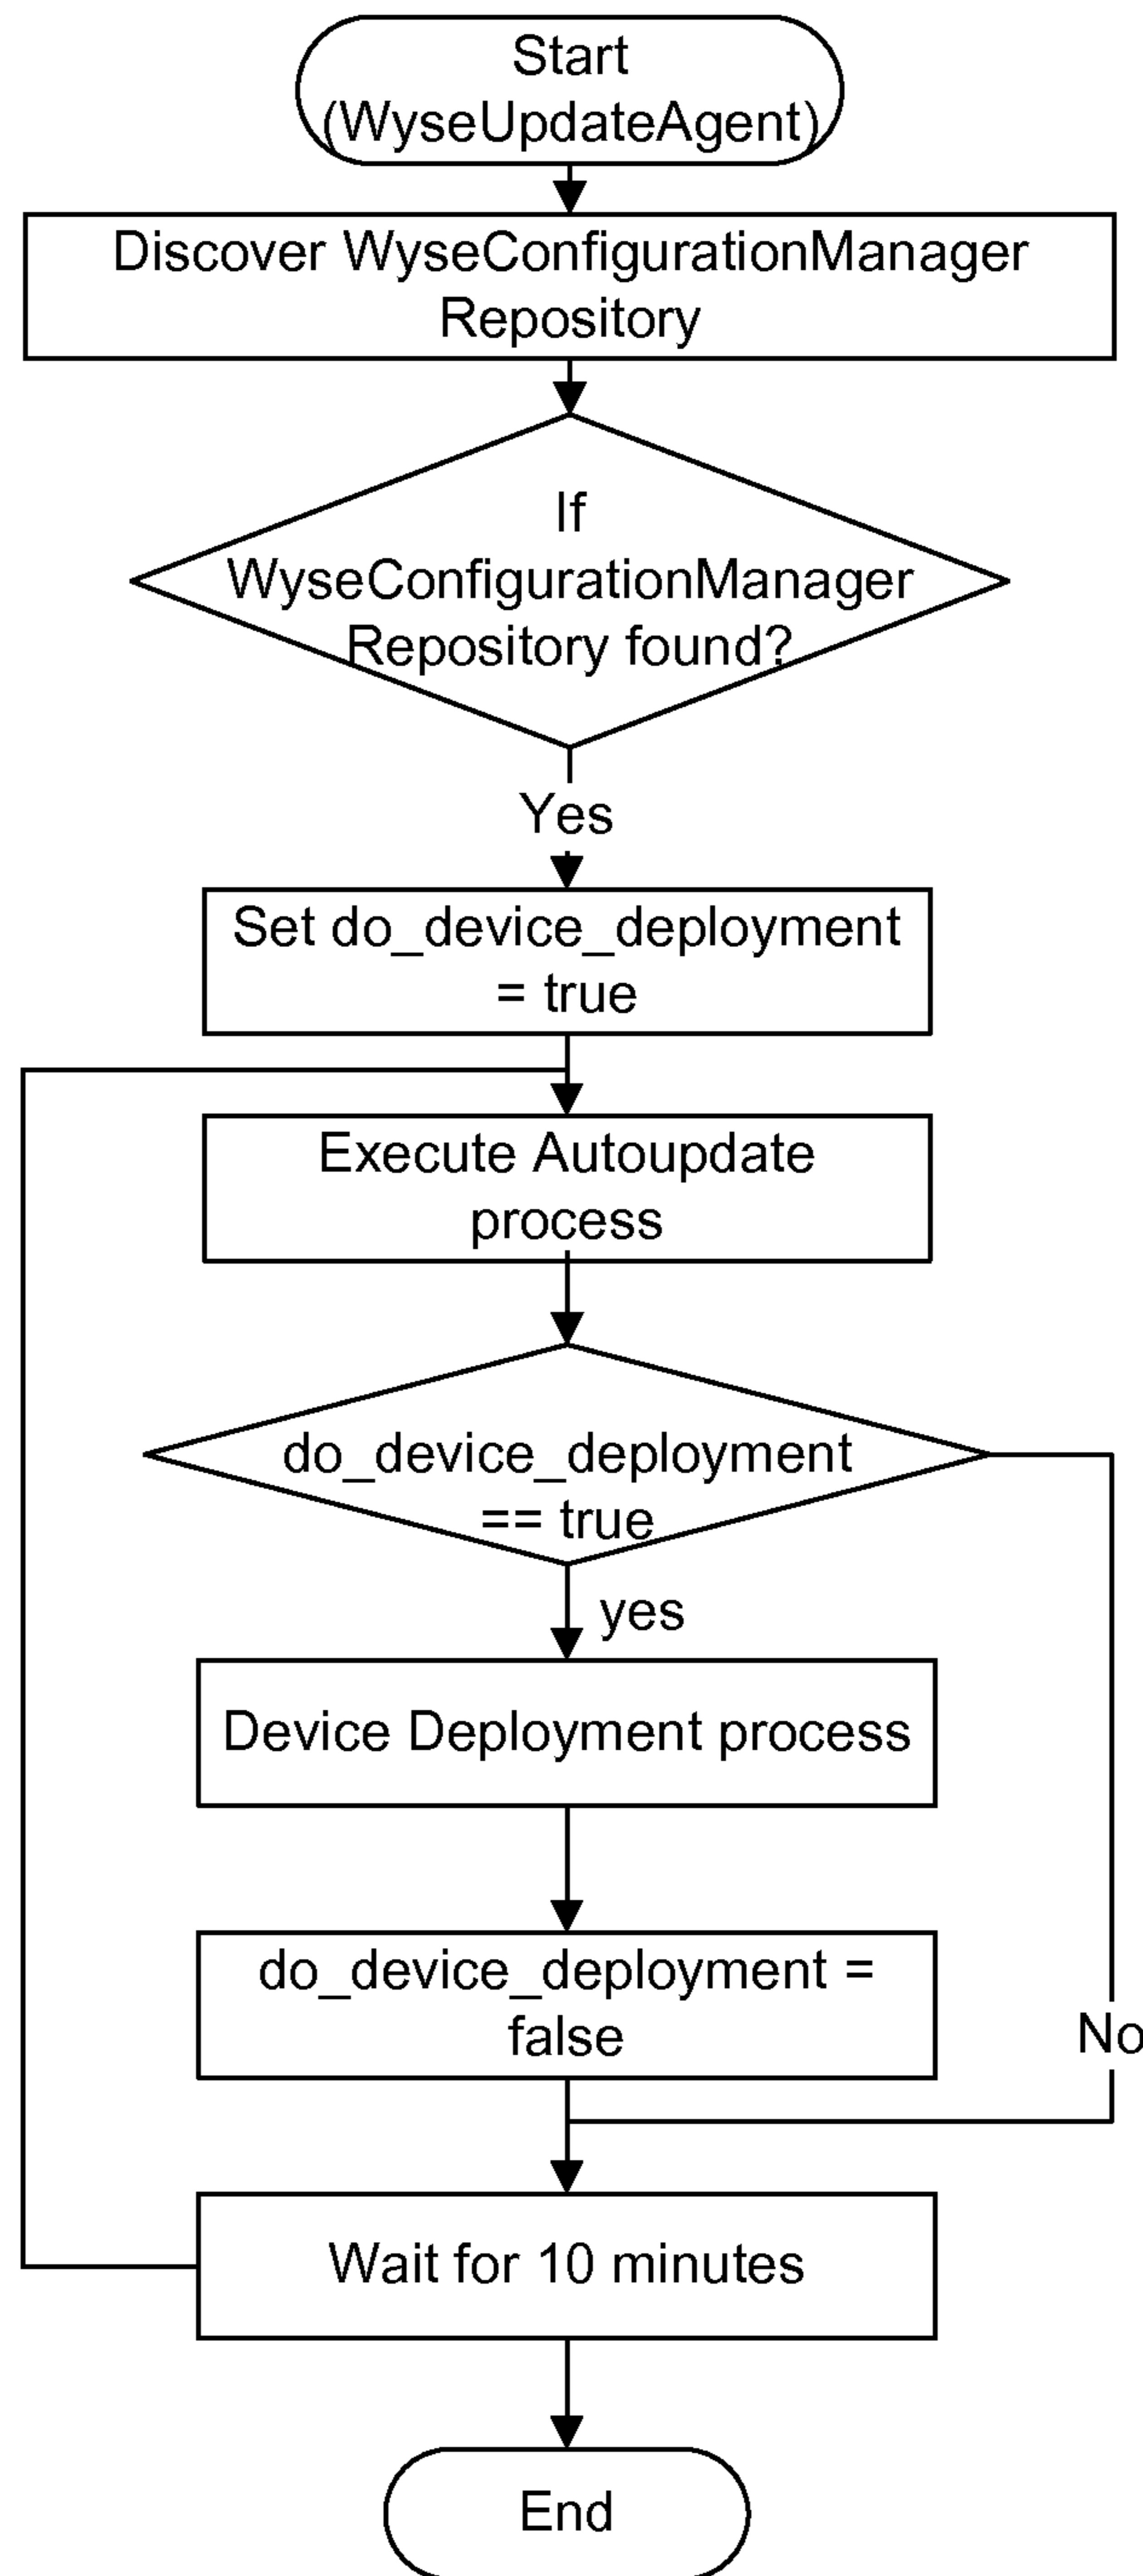 Start
(WyseUpdateAgent)
Discover WyseConfigurationManager
Repository
If
WyseConfigurationManager
Repository found?
Yes
Set do_device_deployment
= true
Execute Autoupdate
process
do_device_deployment
== true
yes
Device Deployment process
do_device_deployment =
false
No
Wait for 10 minutes
End